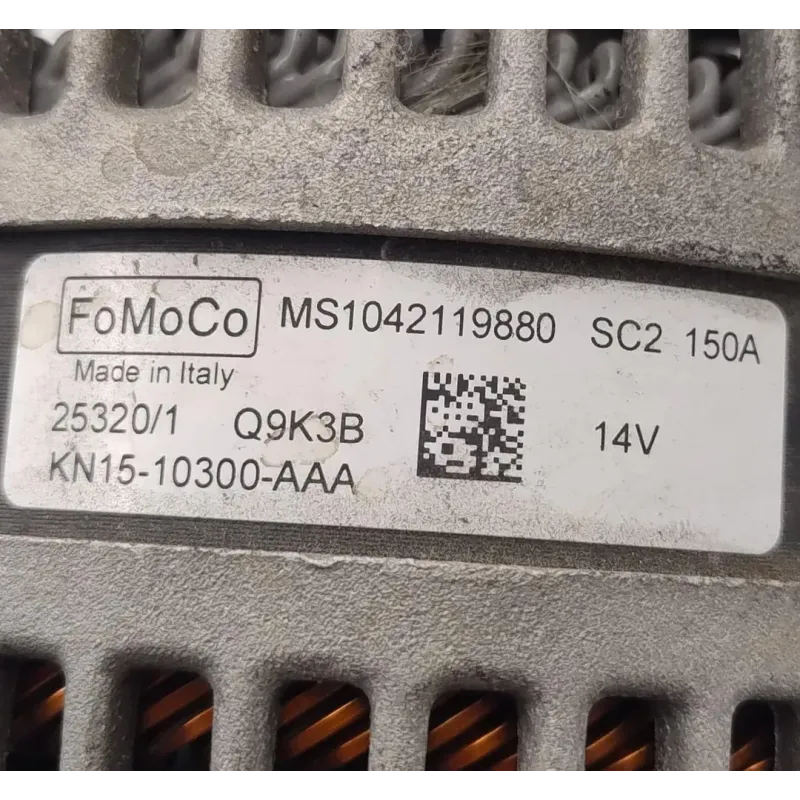 FoMoCo MS1042119880 SC2 150A
Made in Italy
25320/1 Q9K3B 14V
KN15-10300-AAA